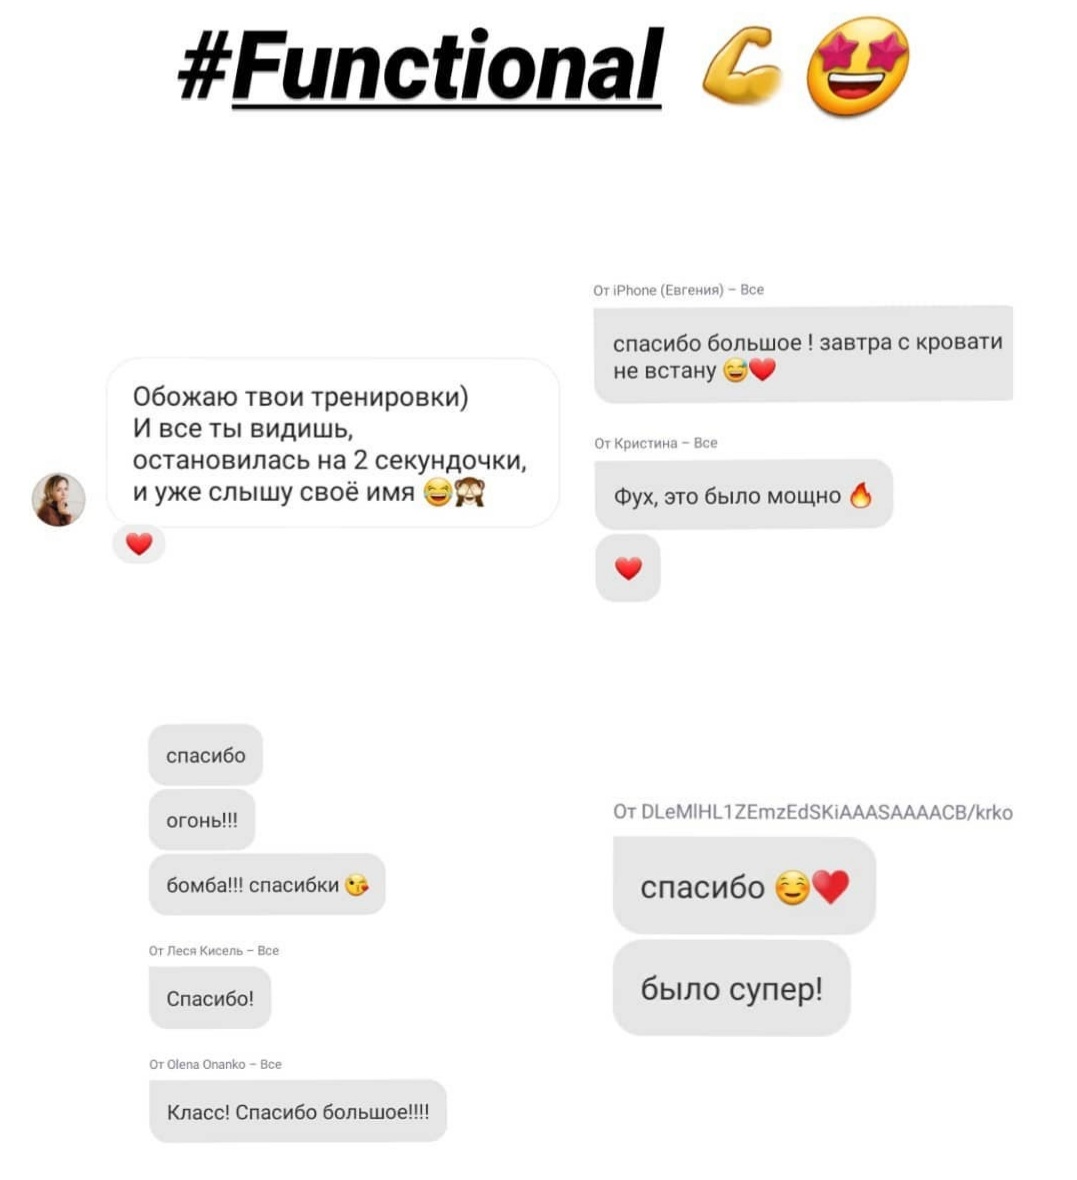 #Functional 💪 🤩
От iPhone (Евгения) – Все
спасибо большое ! завтра с кровати
не встану 😅❤️
Обожаю твои тренировки)
И все ты видишь,
остановилась на 2 секундочки,
и уже слышу своё имя 😂🙈
❤️
От Кристина – Все
Фух, это было мощно 🔥
❤️
спасибо
огонь!!!
бомба!!! спасибки 😘
От Леся Кисель – Все
Спасибо!
От Olena Onanko – Все
Класс! Спасибо большое!!!!
От DLeMlHL1ZEmzEdSKiAAASAAAACB/krko
спасибо ☺️❤️
было супер!